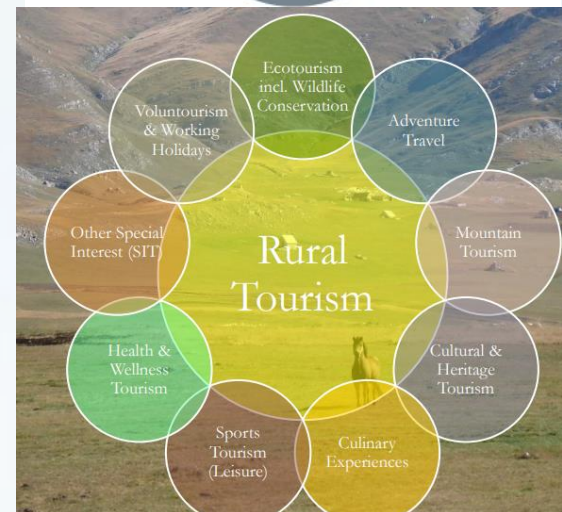 Ecotourism
incl. Wildlife
Conservation
Adventure
Travel
Mountain
Tourism
Cultural &
Heritage
Tourism
Culinary
Experiences
Sports
Tourism
(Leisure)
Health &
Wellness
Tourism
Other Special
Interest (SIT)
Voluntourism
& Working
Holidays
Rural
Tourism